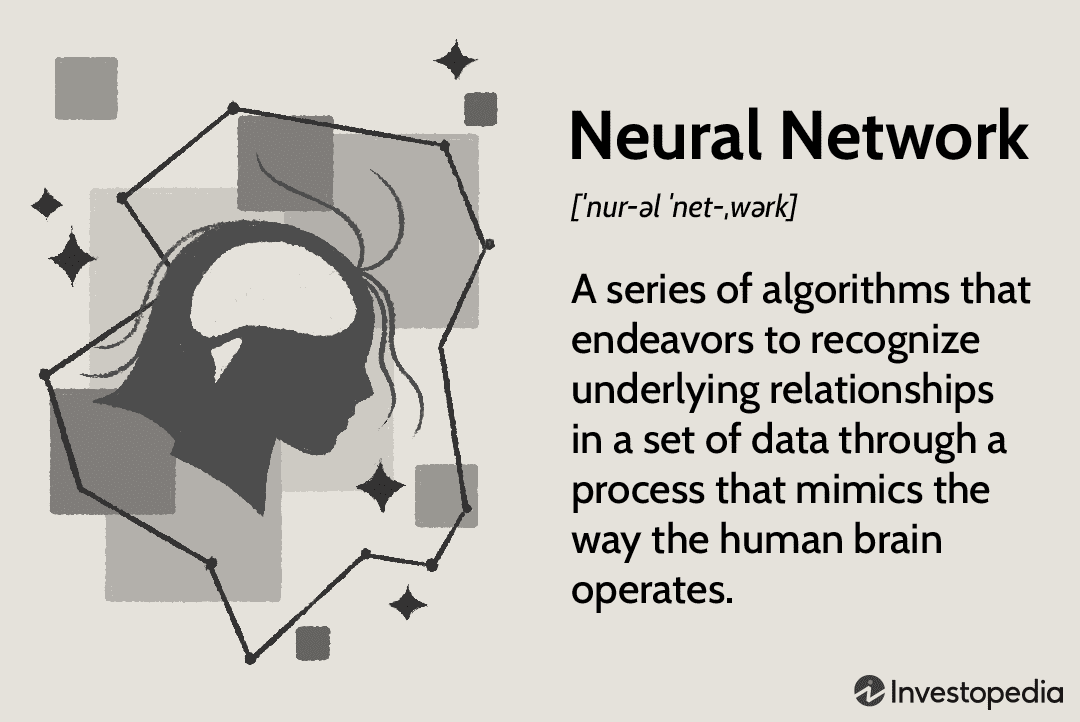 Neural Network
[ˈnur-əl ˈnet-ˌwərk]
A series of algorithms that
endeavors to recognize
underlying relationships
in a set of data through a
process that mimics the
way the human brain
operates.
Investopedia